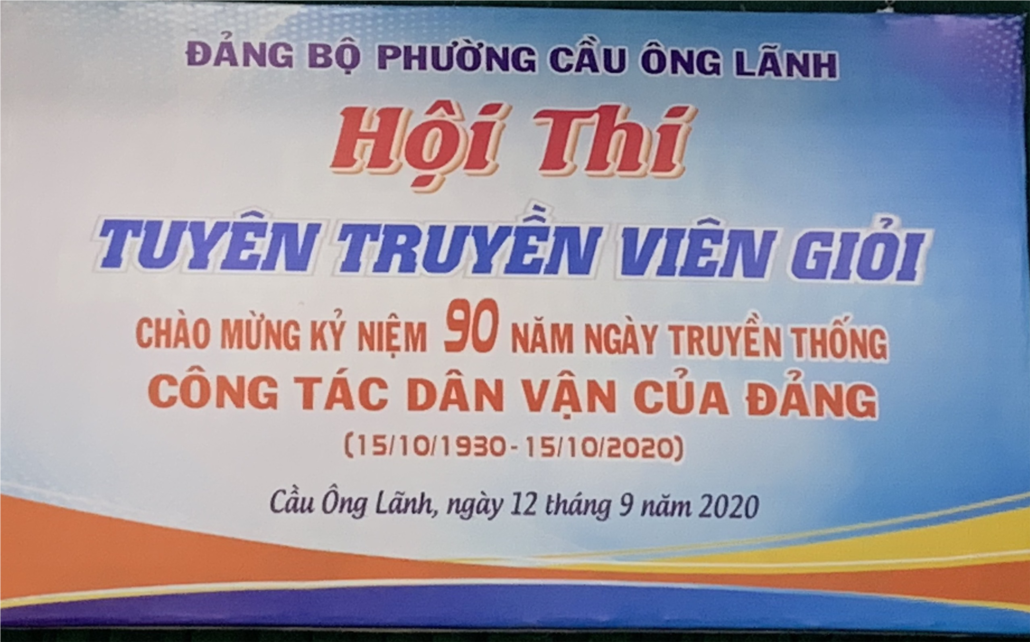 ĐẢNG BỘ PHƯỜNG CẦU ÔNG LÃNH
Hội Thi
TUYÊN TRUYỀN VIÊN GIỎI
CHÀO MỪNG KỶ NIỆM 90 NĂM NGÀY TRUYỀN THỐNG
CÔNG TÁC DÂN VẬN CỦA ĐẢNG
(15/10/1930 - 15/10/2020)
Cầu Ông Lãnh, ngày 12 tháng 9 năm 2020